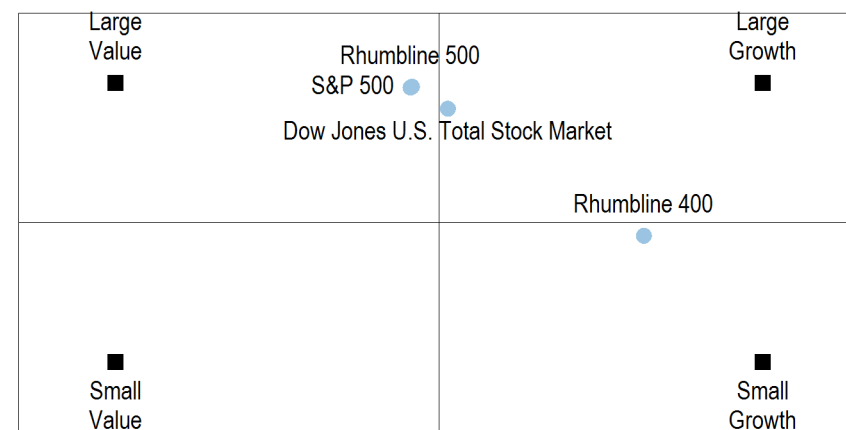 Large
Value
Large
Growth
Rhumbline 500
S&P 500
Dow Jones U.S. Total Stock Market
Rhumbline 400
Small
Value
Small
Growth